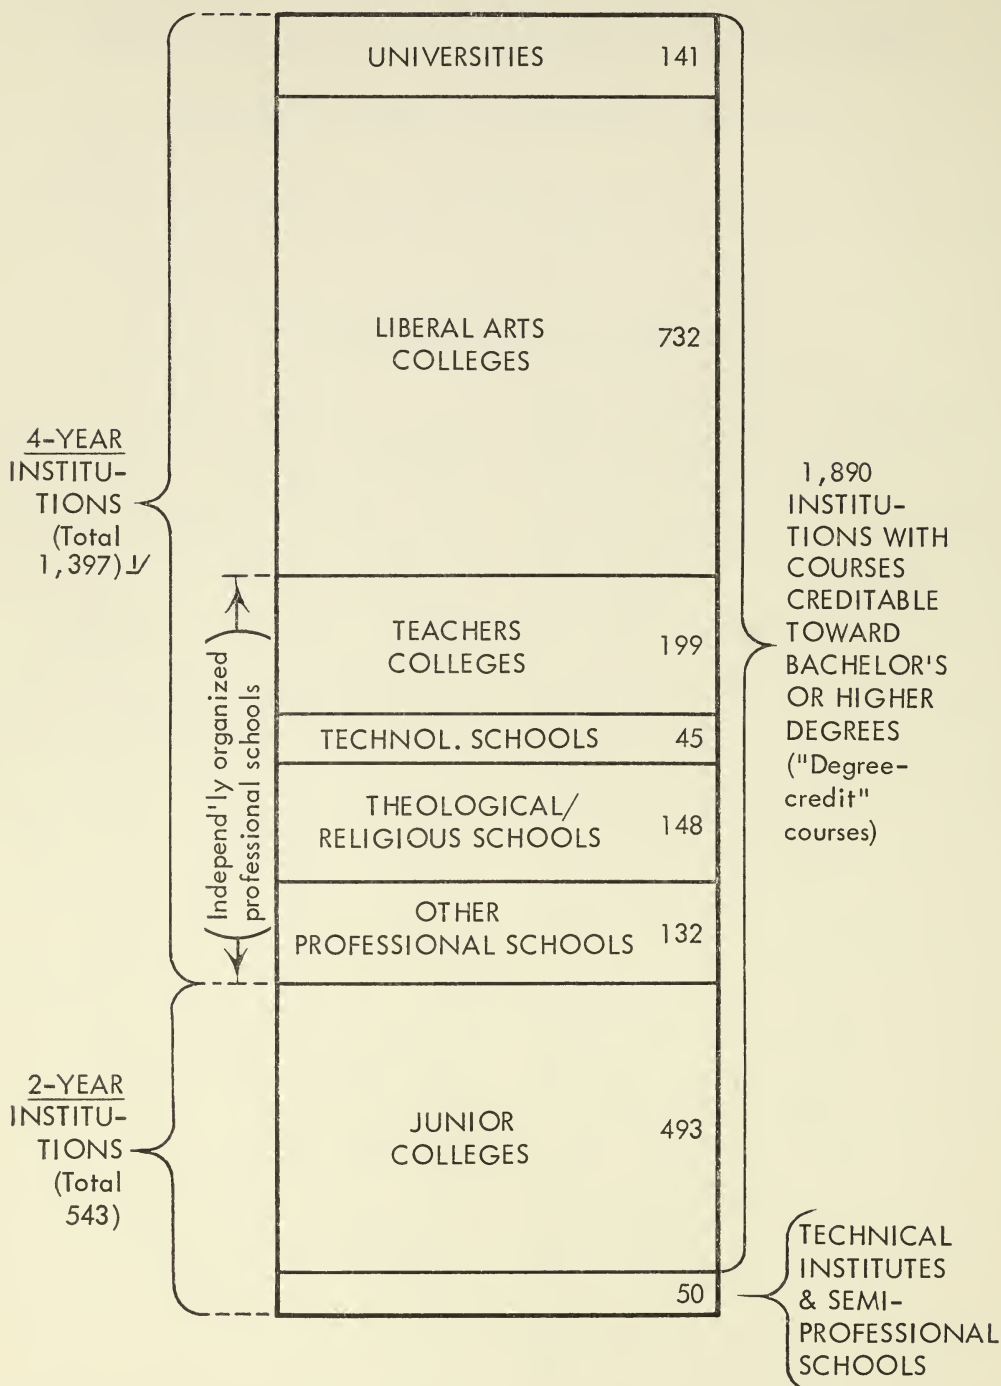 UNIVERSITIES 141
LIBERAL ARTS
COLLEGES 732
4-YEAR
INSTITU-
TIONS
(Total
1,397) 1/
1,890
INSTITU-
TIONS WITH
COURSES
CREDITABLE
TOWARD
BACHELOR'S
OR HIGHER
DEGREES
("Degree-
credit"
courses)
Independ'ly organized
professional schools
TEACHERS
COLLEGES 199
TECHNOL. SCHOOLS 45
THEOLOGICAL/
RELIGIOUS SCHOOLS 148
OTHER
PROFESSIONAL SCHOOLS 132
2-YEAR
INSTITU-
TIONS
(Total
543)
JUNIOR
COLLEGES 493
50
TECHNICAL
INSTITUTES
& SEMI-
PROFESSIONAL
SCHOOLS